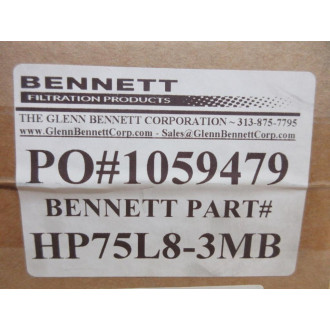 BENNETT
FILTRATION PRODUCTS
THE GLENN BENNETT CORPORATION ~ 313-875-7795
www.GlennBennettCorp.com - Sales@GlennBennettCorp.com
PO#1059479
BENNETT PART#
HP75L8-3MB